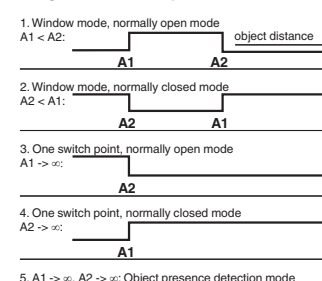 1. Window mode, normally open mode
A1 < A2:
object distance
A1 A2
2. Window mode, normally closed mode
A2 < A1:
A2 A1
3. One switch point, normally open mode
A1 -> ∞:
A2
4. One switch point, normally closed mode
A2 -> ∞:
A1
5. A1 -> ∞, A2 -> ∞: Object presence detection mode